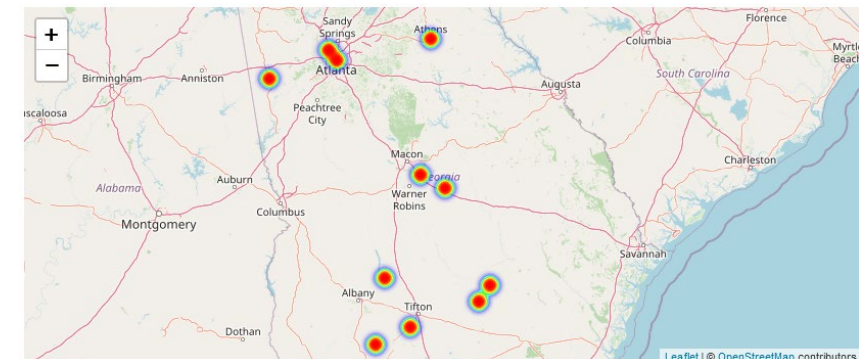 +
−
Sandy
Springs
Athens
Florence
Columbia
Myrtle
Beach
Birmingham
Anniston
Atlanta
South Carolina
Augusta
Peachtree
City
Macon
Charleston
Auburn
Alabama
Georgia
Warner
Robins
Columbus
Montgomery
Savannah
Albany
Tifton
Dothan
Leaflet | © OpenStreetMap contributors